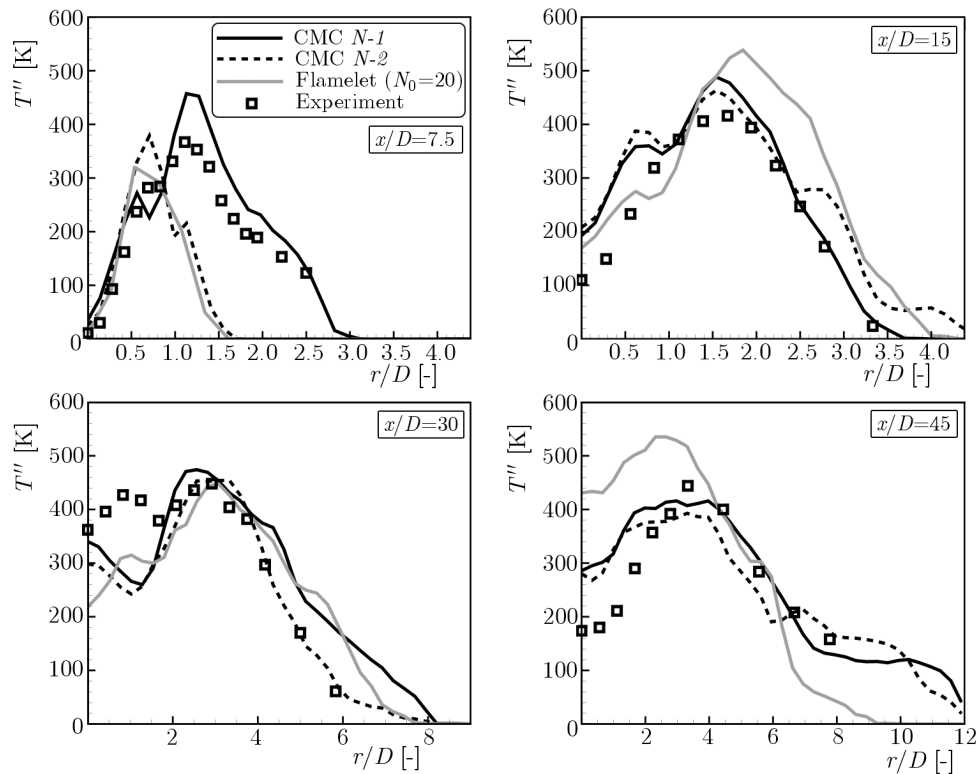 600
500
400
300
200
100
0
T'' [K]
CMC N-1
CMC N-2
Flamelet (N₀=20)
Experiment
x/D=7.5
0.5 1.0 1.5 2.0 2.5 3.0 3.5 4.0
r/D [-]
600
500
400
300
200
100
0
T'' [K]
x/D=15
0.5 1.0 1.5 2.0 2.5 3.0 3.5 4.0
r/D [-]
600
500
400
300
200
100
0
T'' [K]
x/D=30
2 4 6 8
r/D [-]
600
500
400
300
200
100
0
T'' [K]
x/D=45
2 4 6 8 10 12
r/D [-]